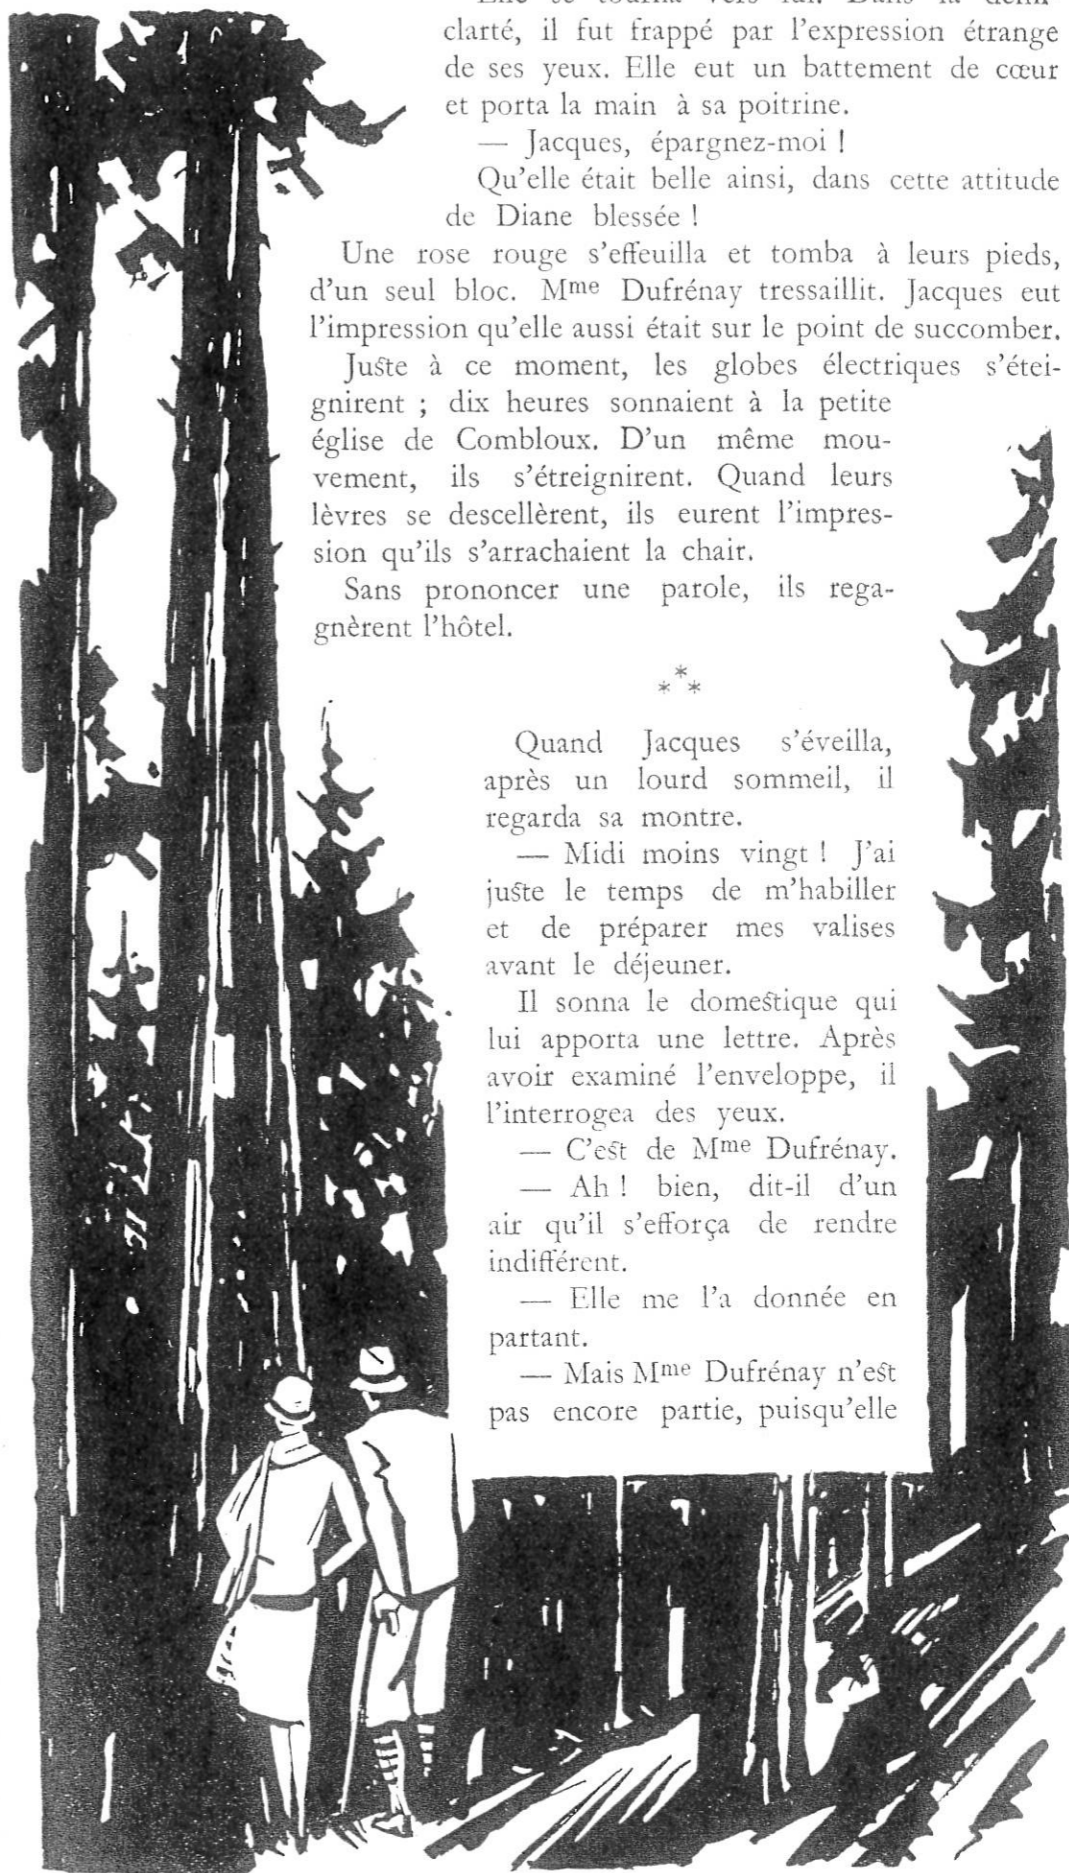 Elle se tourna vers lui. Dans la demi-
clarté, il fut frappé par l'expression étrange
de ses yeux. Elle eut un battement de cœur
et porta la main à sa poitrine.
— Jacques, épargnez-moi !
Qu'elle était belle ainsi, dans cette attitude
de Diane blessée !
Une rose rouge s'effeuilla et tomba à leurs pieds,
d'un seul bloc. Mme Dufrénay tressaillit. Jacques eut
l'impression qu'elle aussi était sur le point de succomber.
Juste à ce moment, les globes électriques s'étei-
gnirent ; dix heures sonnaient à la petite
église de Combloux. D'un même mou-
vement, ils s'étreignirent. Quand leurs
lèvres se descellèrent, ils eurent l'impres-
sion qu'ils s'arrachaient la chair.
Sans prononcer une parole, ils rega-
gnèrent l'hôtel.
***
Quand Jacques s'éveilla,
après un lourd sommeil, il
regarda sa montre.
— Midi moins vingt ! J'ai
juste le temps de m'habiller
et de préparer mes valises
avant le déjeuner.
Il sonna le domestique qui
lui apporta une lettre. Après
avoir examiné l'enveloppe, il
l'interrogea des yeux.
— C'est de Mme Dufrénay.
— Ah ! bien, dit-il d'un
air qu'il s'efforça de rendre
indifférent.
— Elle me l'a donnée en
partant.
— Mais Mme Dufrénay n'est
pas encore partie, puisqu'elle